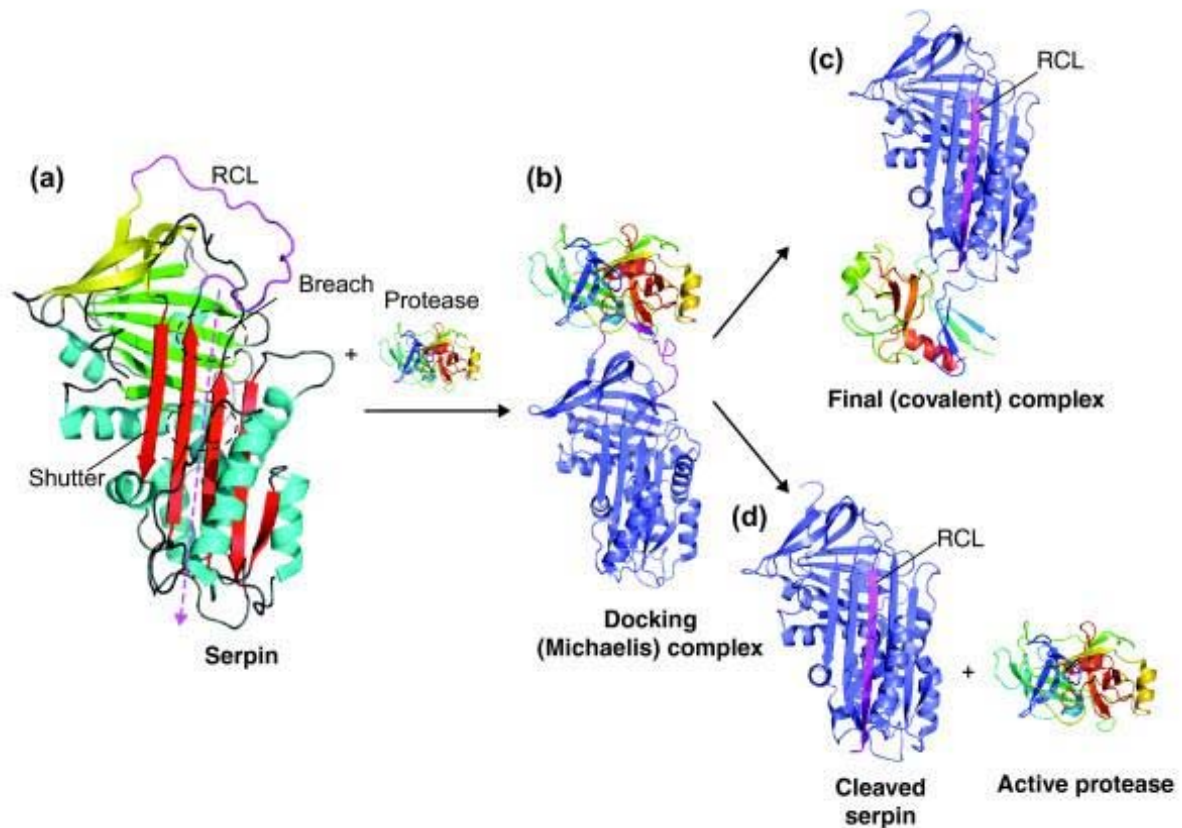 (a)
RCL
Breach
Shutter
Serpin
+
Protease
(b)
Docking
(Michaelis) complex
(c)
RCL
Final (covalent) complex
(d)
RCL
Cleaved
serpin
+
Active protease